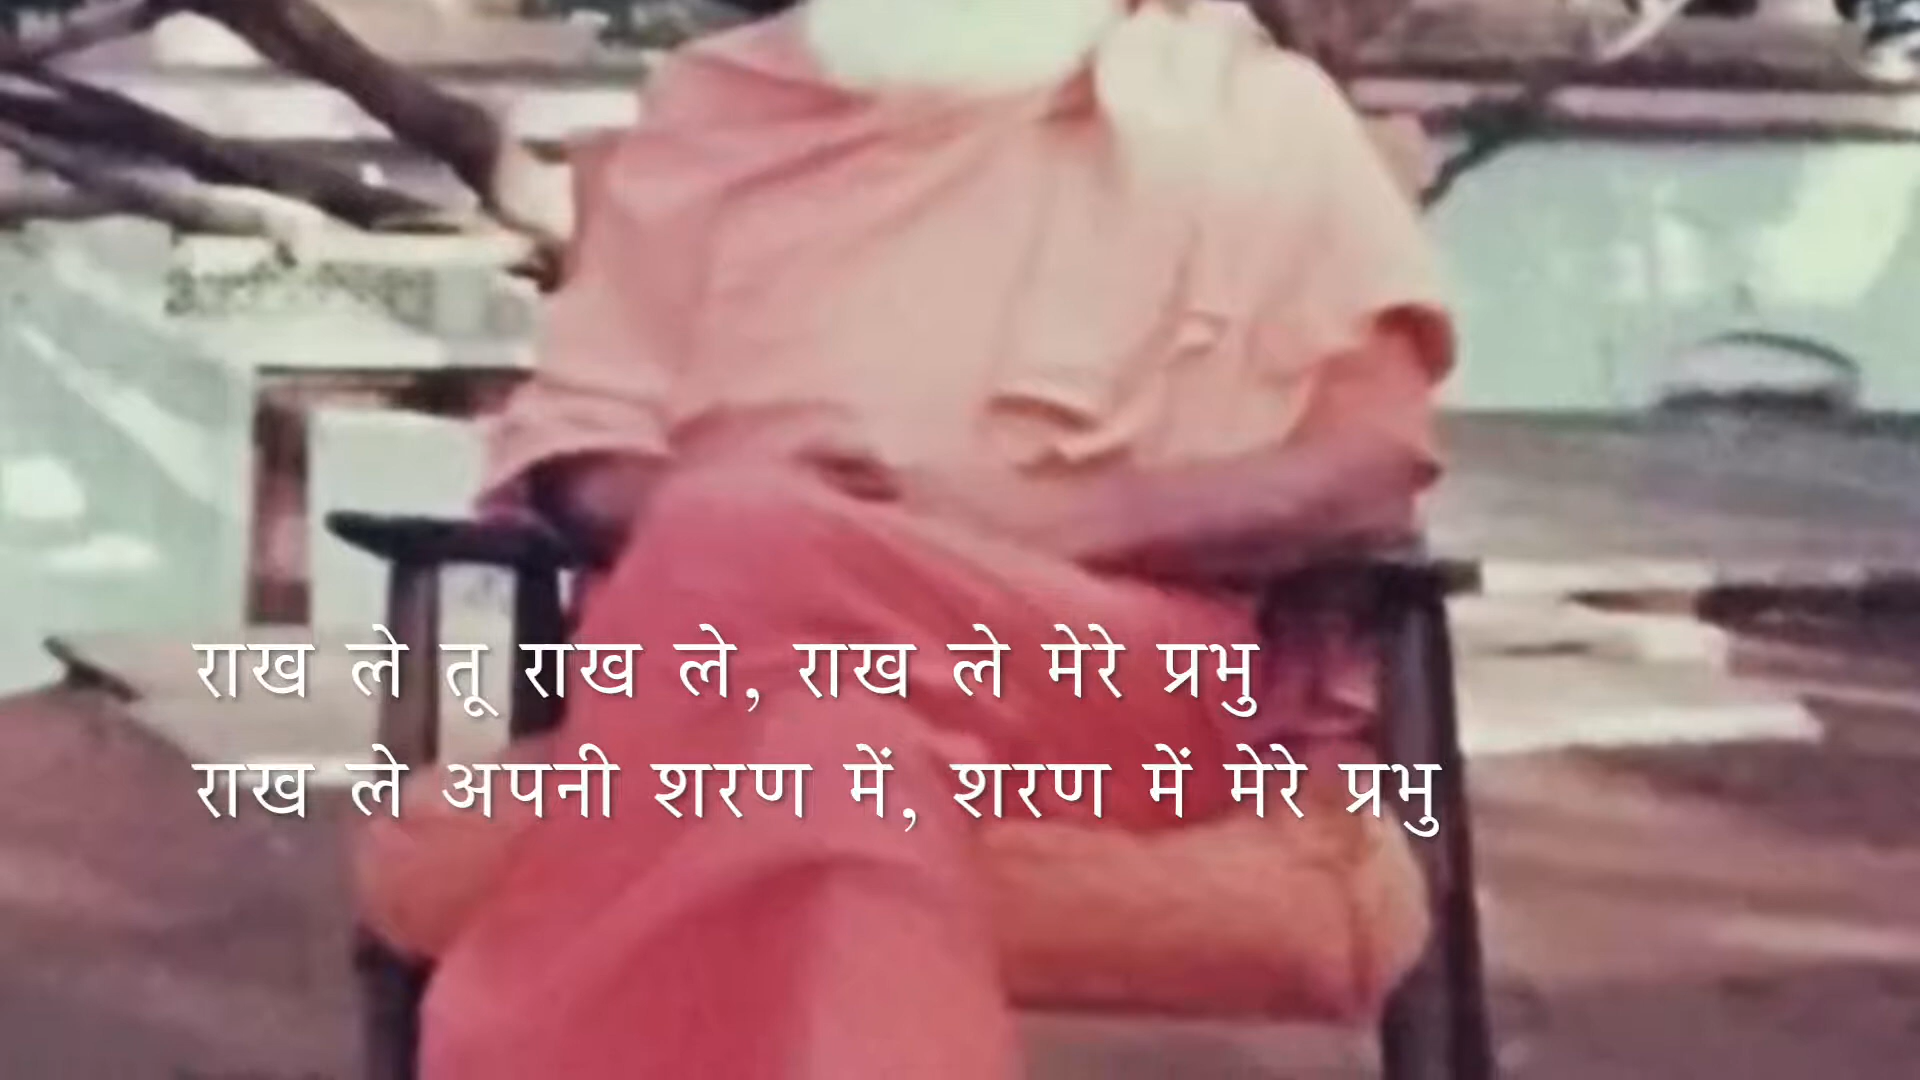 राख ले तू राख ले, राख ले मेरे प्रभु
राख ले अपनी शरण में, शरण में मेरे प्रभु